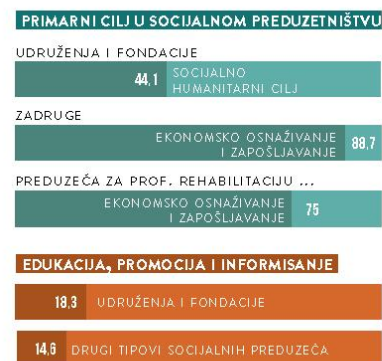 PRIMARNI CILJ U SOCIJALNOM PREDUZETNIŠTVU
UDRUŽENJA I FONDACIJE
44,1 SOCIJALNO
HUMANITARNI CILJ
ZADRUGE
EKONOMSKO OSNAŽIVANJE
I ZAPOŠLJAVANJE 88,7
PREDUZEĆA ZA PROF. REHABILITACIJU ...
EKONOMSKO OSNAŽIVANJE
I ZAPOŠLJAVANJE 75
EDUKACIJA, PROMOCIJA I INFORMISANJE
18,3 UDRUŽENJA I FONDACIJE
14,6 DRUGI TIPOVI SOCIJALNIH PREDUZEĆA